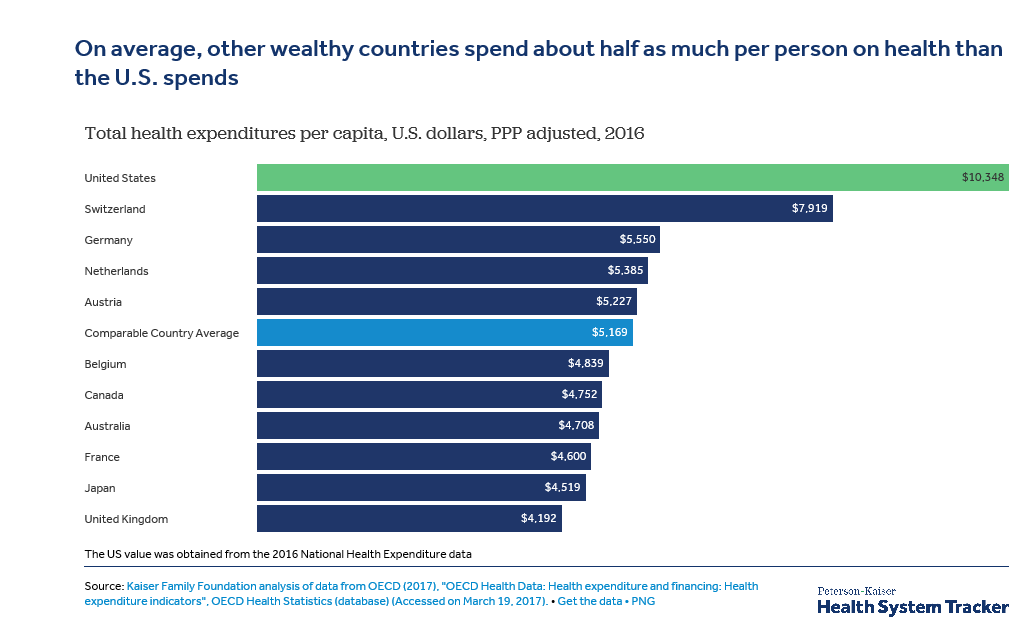 On average, other wealthy countries spend about half as much per person on health than
the U.S. spends
Total health expenditures per capita, U.S. dollars, PPP adjusted, 2016
United States $10,348
Switzerland $7,919
Germany $5,550
Netherlands $5,385
Austria $5,227
Comparable Country Average $5,169
Belgium $4,839
Canada $4,752
Australia $4,708
France $4,600
Japan $4,519
United Kingdom $4,192
The US value was obtained from the 2016 National Health Expenditure data
Source: Kaiser Family Foundation analysis of data from OECD (2017), "OECD Health Data: Health expenditure and financing: Health
expenditure indicators", OECD Health Statistics (database) (Accessed on March 19, 2017). • Get the data • PNG
Peterson-Kaiser
Health System Tracker